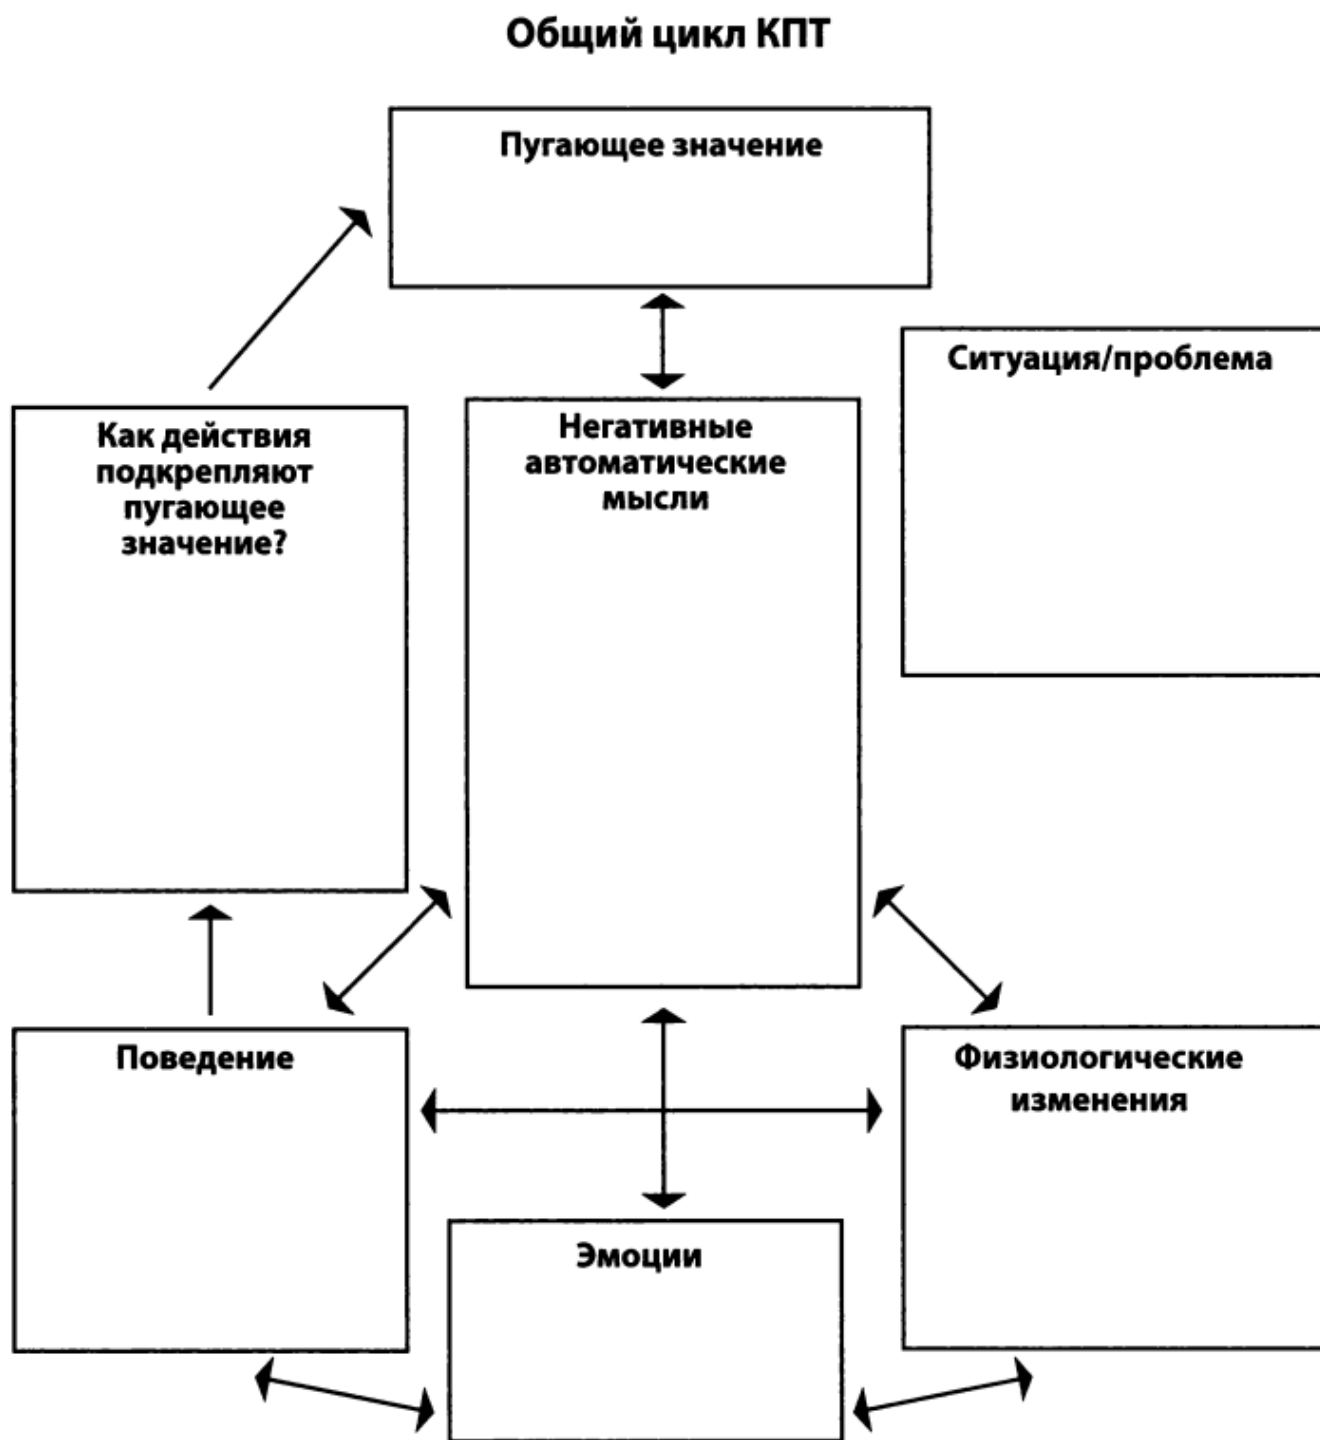 Общий цикл КПТ
Пугающее значение
Ситуация/проблема
Как действия
подкрепляют
пугающее
значение?
Негативные
автоматические
мысли
Поведение
Физиологические
изменения
Эмоции